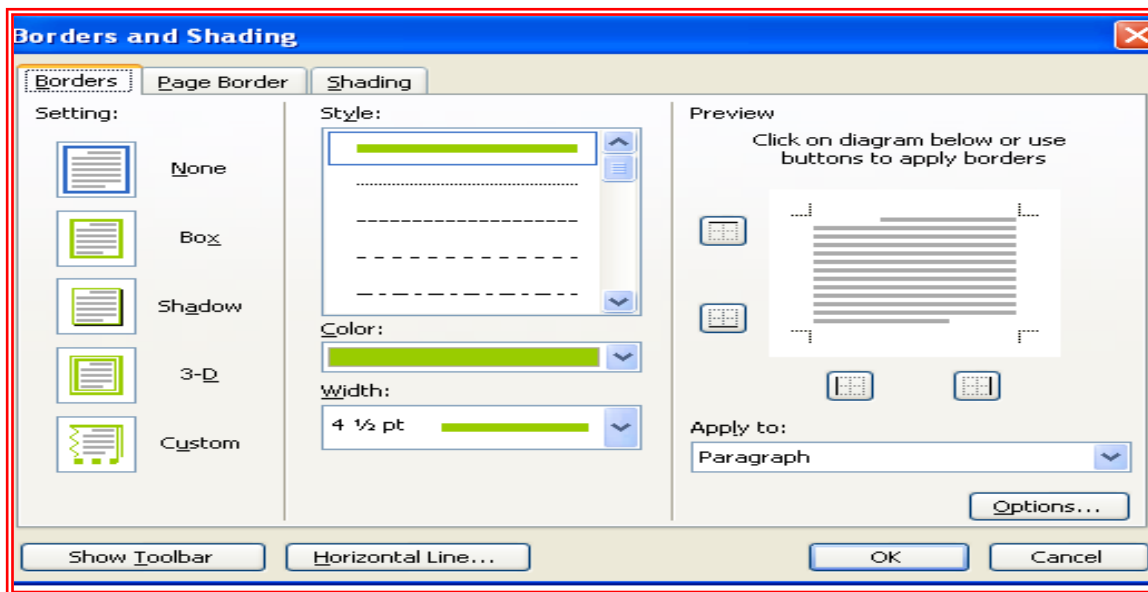 Borders and Shading
Borders
Page Border
Shading
Setting:
None
Box
Shadow
3-D
Custom
Style:
Color:
Width:
4 ½ pt
Preview
Click on diagram below or use
buttons to apply borders
Apply to:
Paragraph
Options...
Show Toolbar
Horizontal Line...
OK
Cancel